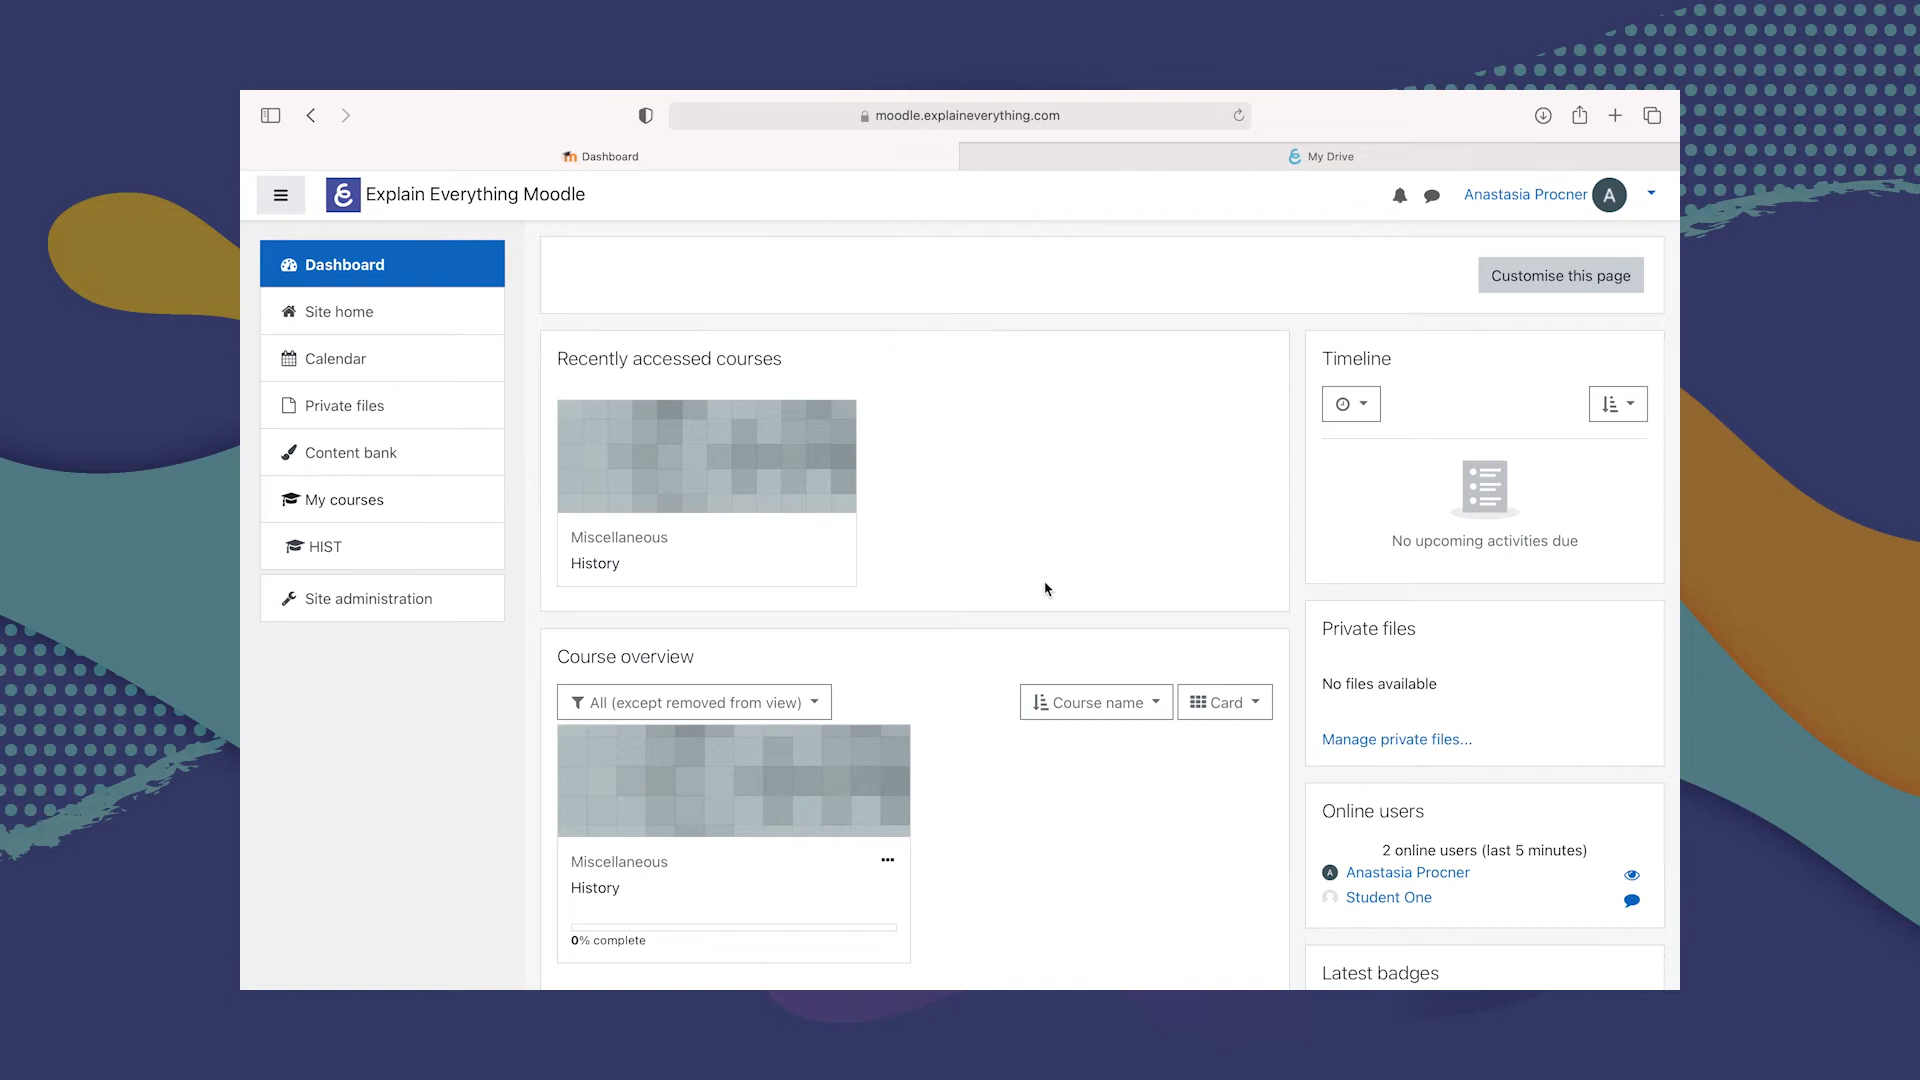 moodle.explaineverything.com
Dashboard
My Drive
Explain Everything Moodle
Anastasia Procner A
Dashboard
Site home
Calendar
Private files
Content bank
My courses
HIST
Site administration
Customise this page
Recently accessed courses
Miscellaneous
History
Course overview
All (except removed from view)
Course name
Card
Miscellaneous
History
0% complete
Timeline
No upcoming activities due
Private files
No files available
Manage private files...
Online users
2 online users (last 5 minutes)
A Anastasia Procner
Student One
Latest badges